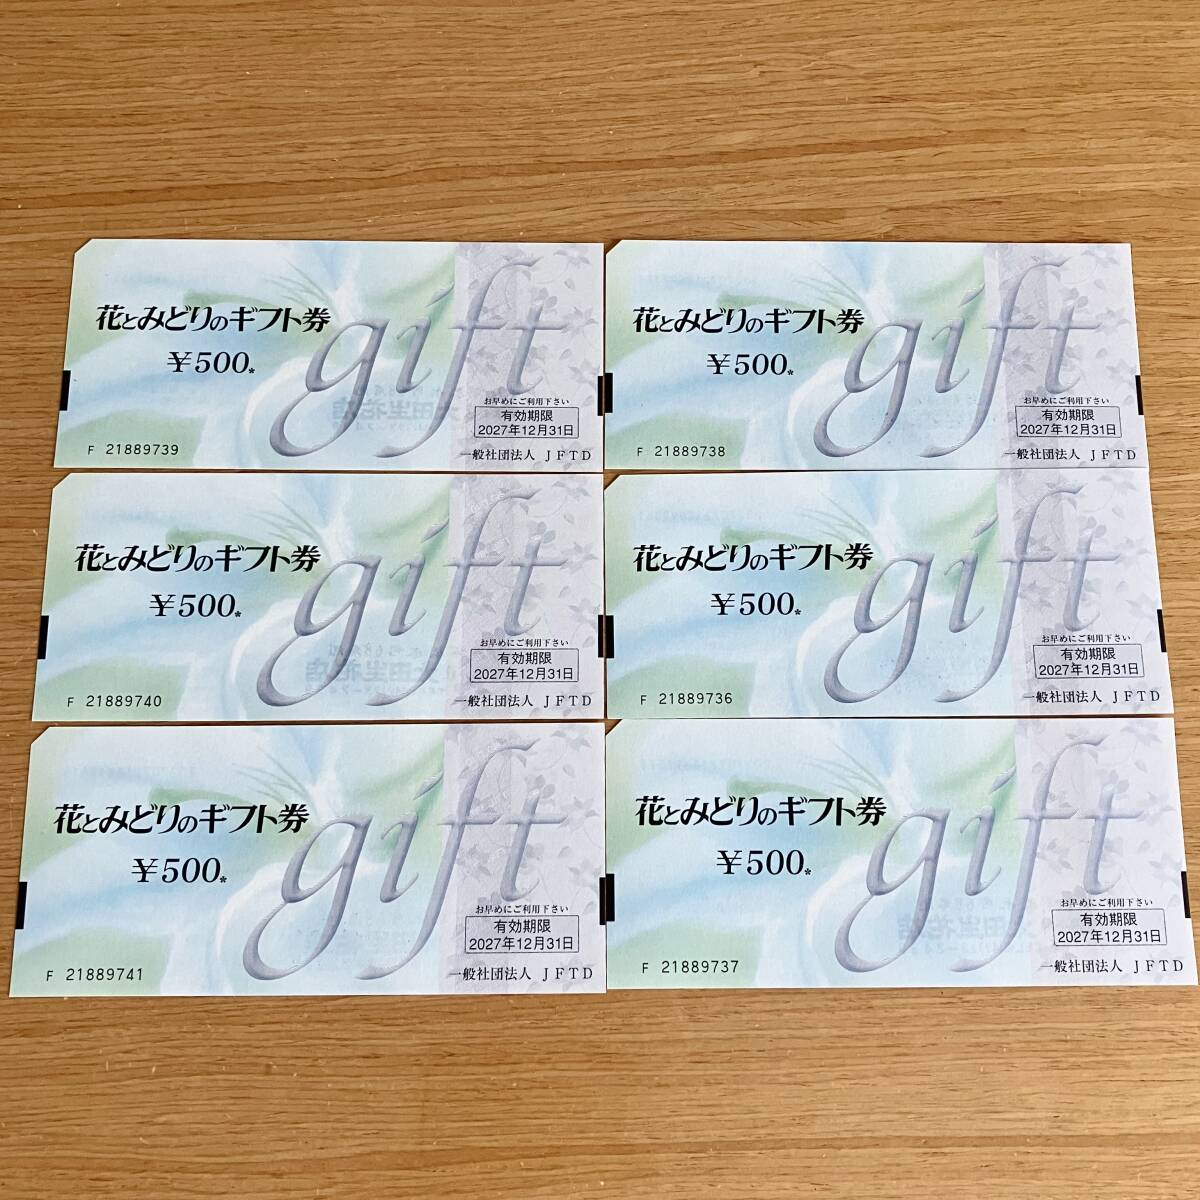 花とみどりのギフト券
¥500*
gift
お早めにご利用下さい
有効期限
2027年12月31日
F 21889739
一般社団法人 JFTD
花とみどりのギフト券
¥500*
gift
お早めにご利用下さい
有効期限
2027年12月31日
F 21889738
一般社団法人 JFTD
花とみどりのギフト券
¥500*
gift
お早めにご利用下さい
有効期限
2027年12月31日
F 21889740
一般社団法人 JFTD
花とみどりのギフト券
¥500*
gift
お早めにご利用下さい
有効期限
2027年12月31日
F 21889736
一般社団法人 JFTD
花とみどりのギフト券
¥500*
gift
お早めにご利用下さい
有効期限
2027年12月31日
F 21889741
一般社団法人 JFTD
花とみどりのギフト券
¥500*
gift
お早めにご利用下さい
有効期限
2027年12月31日
F 21889737
一般社団法人 JFTD